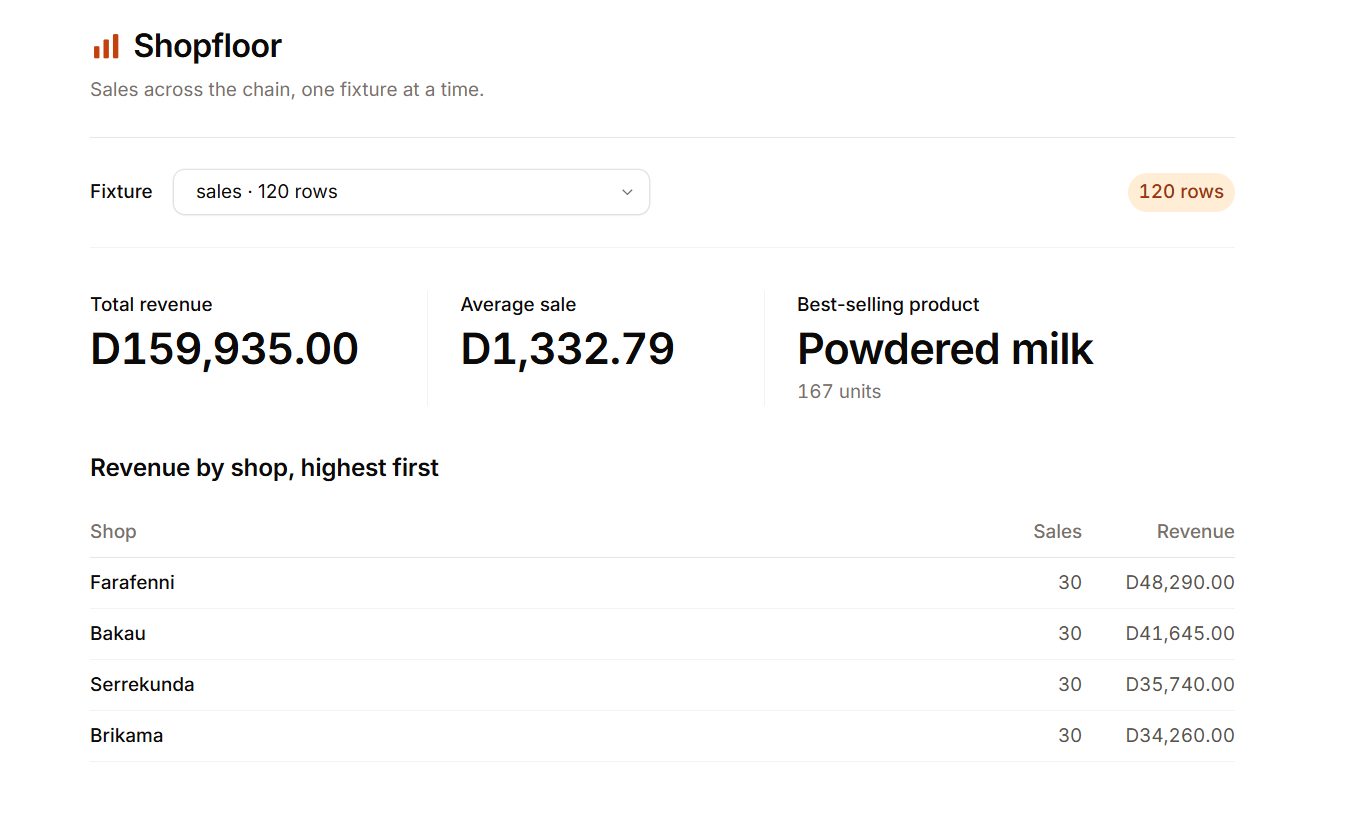 Shopfloor
Sales across the chain, one fixture at a time.
Fixture sales · 120 rows 120 rows
Total revenue Average sale Best-selling product
D159,935.00 D1,332.79 Powdered milk
167 units
Revenue by shop, highest first
Shop Sales Revenue
Farafenni 30 D48,290.00
Bakau 30 D41,645.00
Serrekunda 30 D35,740.00
Brikama 30 D34,260.00